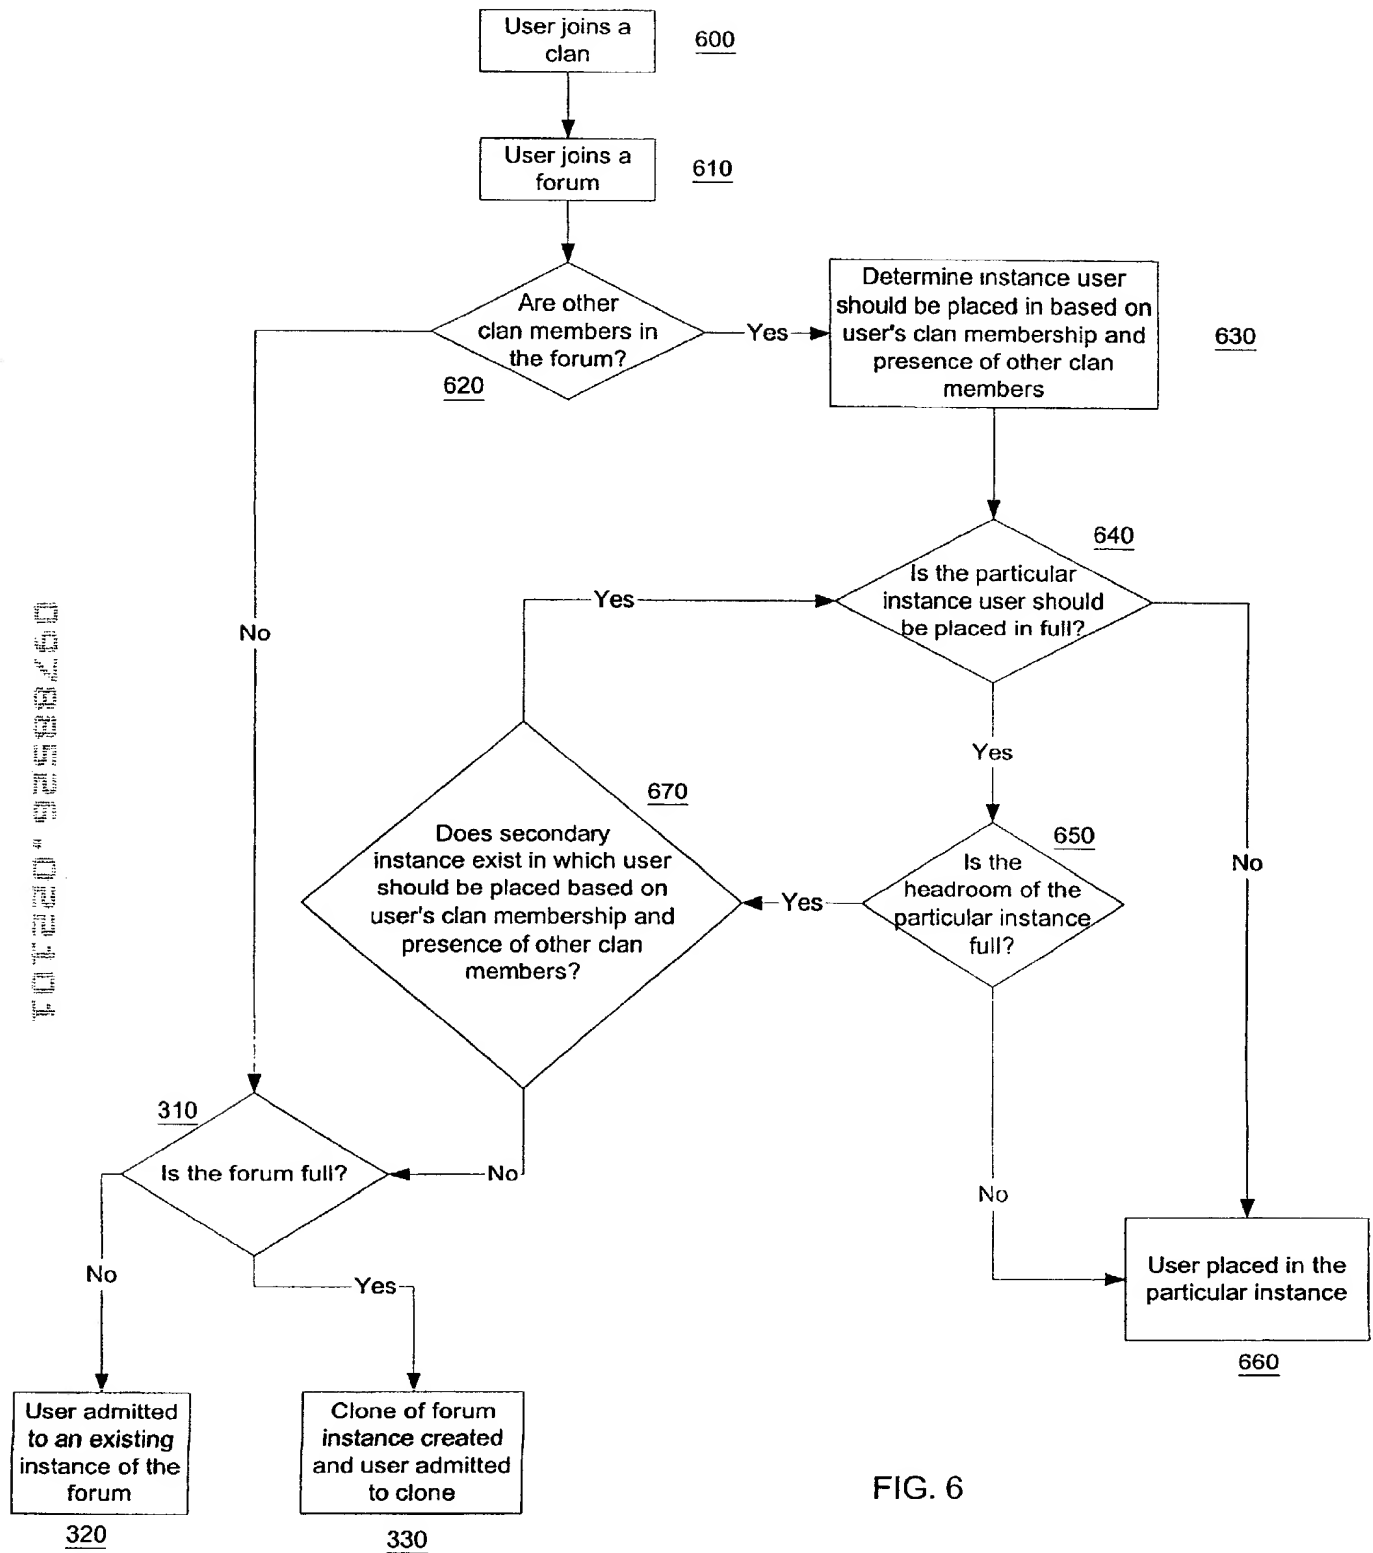 User joins a
clan
600
User joins a
forum
610
Are other
clan members in
the forum?
620
Yes
Determine instance user
should be placed in based on
user's clan membership and
presence of other clan
members
630
640
Is the particular
instance user should
be placed in full?
Yes
No
Yes
No
650
Is the
headroom of the
particular instance
full?
Yes
670
Does secondary
instance exist in which user
should be placed based on
user's clan membership and
presence of other clan
members?
No
310
Is the forum full?
No
No
Yes
User placed in the
particular instance
660
User admitted
to an existing
instance of the
forum
320
Clone of forum
instance created
and user admitted
to clone
330
FIG. 6
09788526.022101